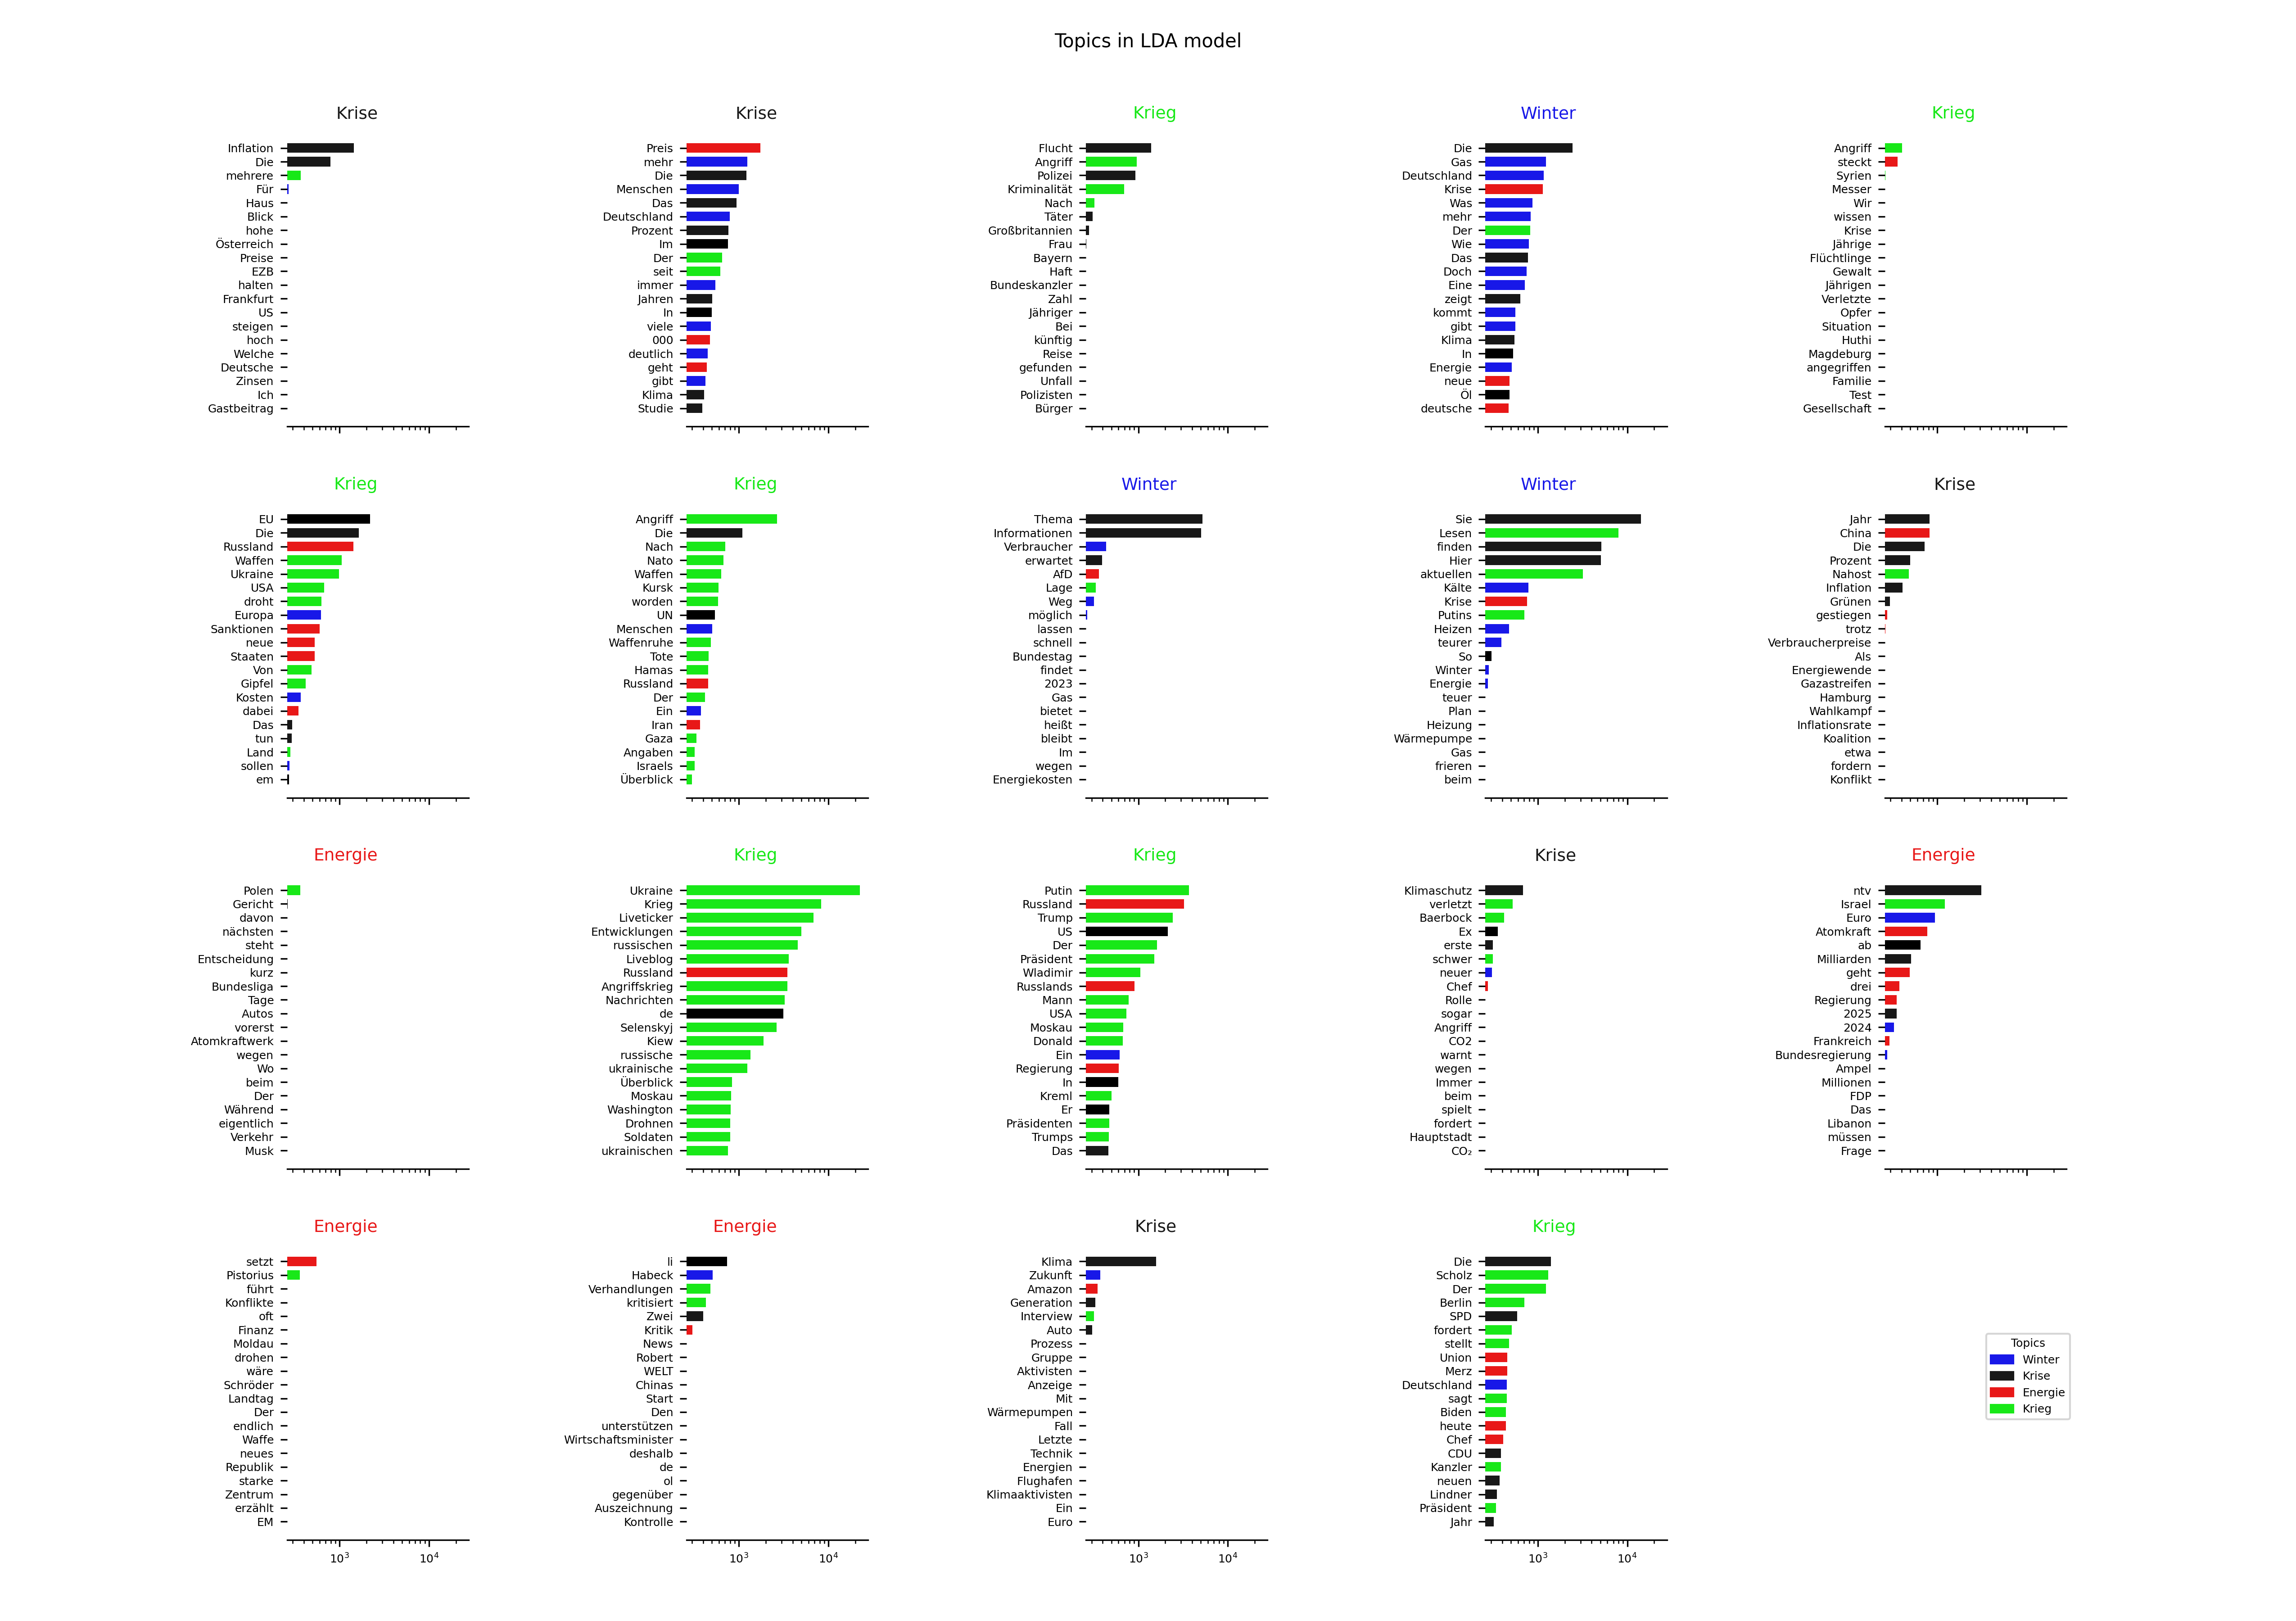 Topics in LDA model
Krise
Inflation
Die
mehrere
Für
Haus
Blick
hohe
Österreich
Preise
EZB
halten
Frankfurt
US
steigen
hoch
Welche
Deutsche
Zinsen
Ich
Gastbeitrag
Krise
Preis
mehr
Die
Menschen
Das
Deutschland
Prozent
Im
Der
seit
immer
Jahren
In
viele
000
deutlich
geht
gibt
Klima
Studie
Krieg
Flucht
Angriff
Polizei
Kriminalität
Nach
Täter
Großbritannien
Frau
Bayern
Haft
Bundeskanzler
Zahl
Jähriger
Bei
künftig
Reise
gefunden
Unfall
Polizisten
Bürger
Winter
Die
Gas
Deutschland
Krise
Was
mehr
Der
Wie
Das
Doch
Eine
zeigt
kommt
gibt
Klima
In
Energie
neue
Öl
deutsche
Krieg
Angriff
steckt
Syrien
Messer
Wir
wissen
Krise
Jährige
Flüchtlinge
Gewalt
Jährigen
Verletzte
Opfer
Situation
Huthi
Magdeburg
angegriffen
Familie
Test
Gesellschaft
Krieg
EU
Die
Russland
Waffen
Ukraine
USA
droht
Europa
Sanktionen
neue
Staaten
Von
Gipfel
Kosten
dabei
Das
tun
Land
sollen
em
Krieg
Angriff
Die
Nach
Nato
Waffen
Kursk
worden
UN
Menschen
Waffenruhe
Tote
Hamas
Russland
Der
Ein
Iran
Gaza
Angaben
Israels
Überblick
Winter
Thema
Informationen
Verbraucher
erwartet
AfD
Lage
Weg
möglich
lassen
schnell
Bundestag
findet
2023
Gas
bietet
heißt
bleibt
Im
wegen
Energiekosten
Winter
Sie
Lesen
finden
Hier
aktuellen
Kälte
Krise
Putins
Heizen
teurer
So
Winter
Energie
teuer
Plan
Heizung
Wärmepumpe
Gas
frieren
beim
Krise
Jahr
China
Die
Prozent
Nahost
Inflation
Grünen
gestiegen
trotz
Verbraucherpreise
Als
Energiewende
Gazastreifen
Hamburg
Wahlkampf
Inflationsrate
Koalition
etwa
fordern
Konflikt
Energie
Polen
Gericht
davon
nächsten
steht
Entscheidung
kurz
Bundesliga
Tage
Autos
vorerst
Atomkraftwerk
wegen
Wo
beim
Der
Während
eigentlich
Verkehr
Musk
Krieg
Ukraine
Krieg
Liveticker
Entwicklungen
russischen
Liveblog
Russland
Angriffskrieg
Nachrichten
de
Selenskyj
Kiew
russische
ukrainische
Überblick
Moskau
Washington
Drohnen
Soldaten
ukrainischen
Krieg
Putin
Russland
Trump
US
Der
Präsident
Wladimir
Russlands
Mann
USA
Moskau
Donald
Ein
Regierung
In
Kreml
Er
Präsidenten
Trumps
Das
Krise
Klimaschutz
verletzt
Baerbock
Ex
erste
schwer
neuer
Chef
Rolle
sogar
Angriff
CO2
warnt
wegen
Immer
beim
spielt
fordert
Hauptstadt
CO₂
Energie
ntv
Israel
Euro
Atomkraft
ab
Milliarden
geht
drei
Regierung
2025
2024
Frankreich
Bundesregierung
Ampel
Millionen
FDP
Das
Libanon
müssen
Frage
Energie
setzt
Pistorius
führt
Konflikte
oft
Finanz
Moldau
drohen
wäre
Schröder
Landtag
Der
endlich
Waffe
neues
Republik
starke
Zentrum
erzählt
EM
10³ 10⁴
Energie
li
Habeck
Verhandlungen
kritisiert
Zwei
Kritik
News
Robert
WELT
Chinas
Start
Den
unterstützen
Wirtschaftsminister
deshalb
de
ol
gegenüber
Auszeichnung
Kontrolle
10³ 10⁴
Krise
Klima
Zukunft
Amazon
Generation
Interview
Auto
Prozess
Gruppe
Aktivisten
Anzeige
Mit
Wärmepumpen
Fall
Letzte
Technik
Energien
Flughafen
Klimaaktivisten
Ein
Euro
10³ 10⁴
Krieg
Die
Scholz
Der
Berlin
SPD
fordert
stellt
Union
Merz
Deutschland
sagt
Biden
heute
Chef
CDU
Kanzler
neuen
Lindner
Präsident
Jahr
10³ 10⁴
Topics
Winter
Krise
Energie
Krieg